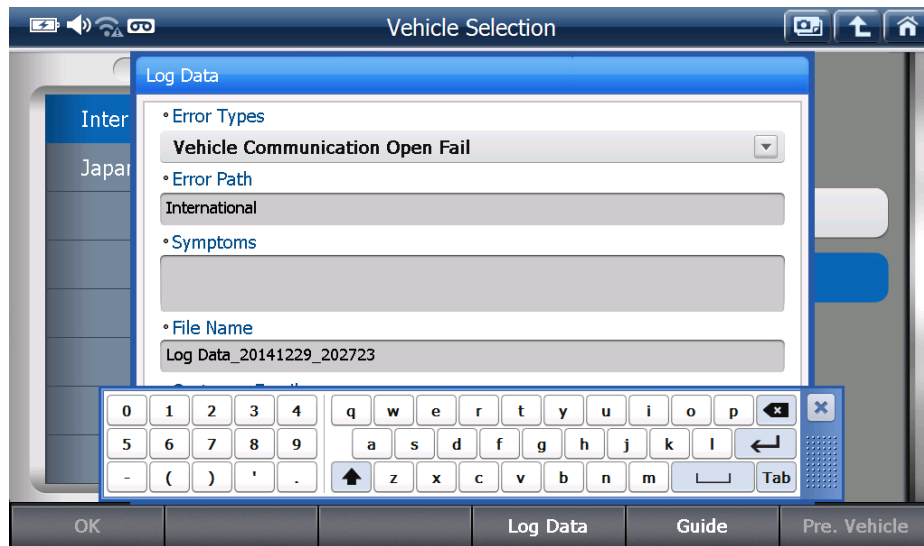 Vehicle Selection
Log Data
Inter
Japan
° Error Types
Vehicle Communication Open Fail
° Error Path
International
° Symptoms
° File Name
Log Data_20141229_202723
0 1 2 3 4 q w e r t y u i o p
5 6 7 8 9 a s d f g h j k l
- ( ) ' . z x c v b n m Tab
OK Log Data Guide Pre. Vehicle